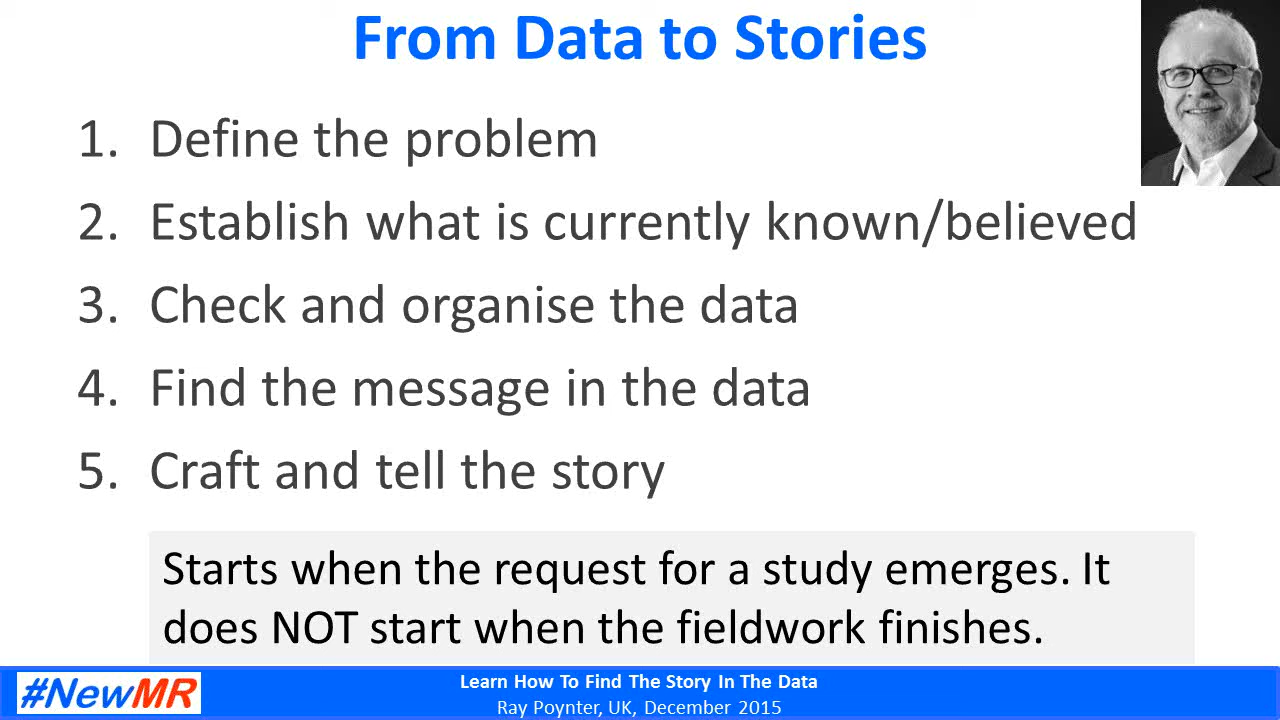 From Data to Stories
1. Define the problem
2. Establish what is currently known/believed
3. Check and organise the data
4. Find the message in the data
5. Craft and tell the story
Starts when the request for a study emerges. It
does NOT start when the fieldwork finishes.
#NewMR
Learn How To Find The Story In The Data
Ray Poynter, UK, December 2015